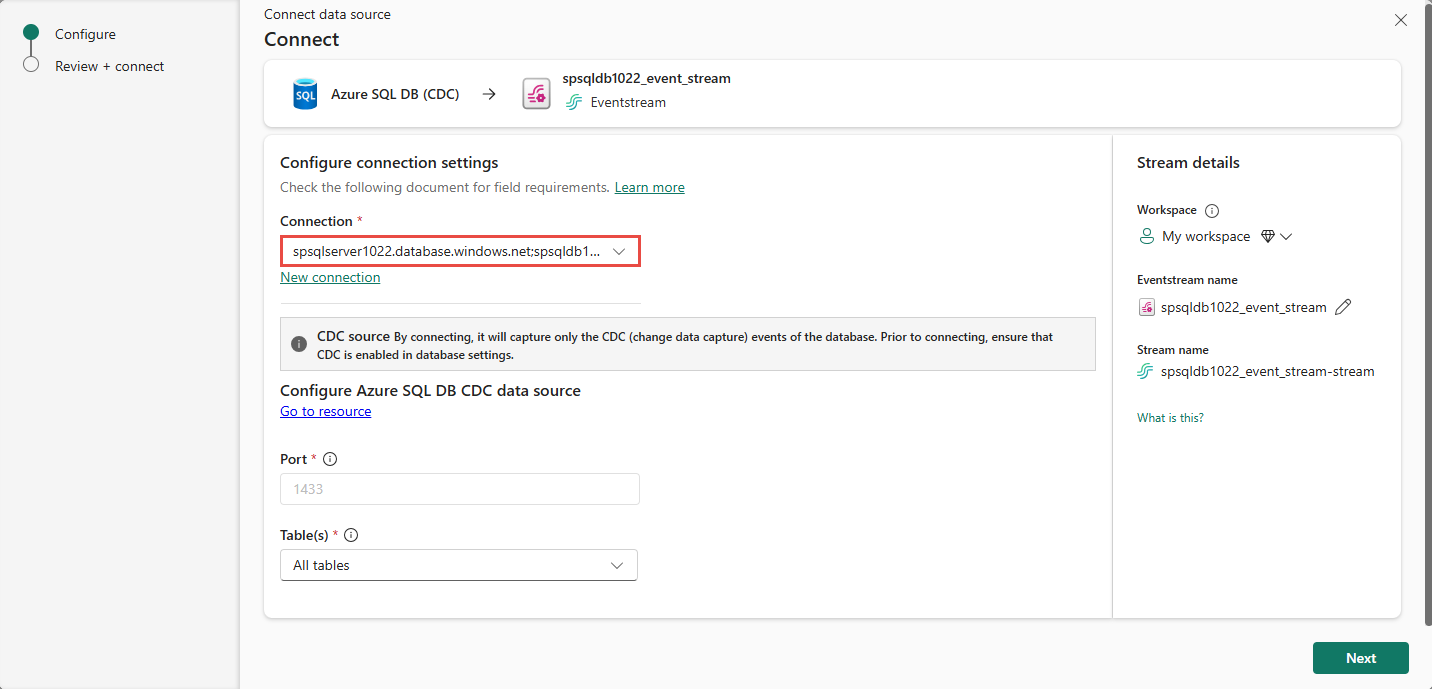 Configure
Review + connect
Connect data source
Connect
SQL
Azure SQL DB (CDC)
spsqldb1022_event_stream
Eventstream
Configure connection settings
Check the following document for field requirements. Learn more
Connection *
spsqlserver1022.database.windows.net;spsqldb1...
New connection
CDC source By connecting, it will capture only the CDC (change data capture) events of the database. Prior to connecting, ensure that
CDC is enabled in database settings.
Configure Azure SQL DB CDC data source
Go to resource
Port *
1433
Table(s) *
All tables
Stream details
Workspace
My workspace
Eventstream name
spsqldb1022_event_stream
Stream name
spsqldb1022_event_stream-stream
What is this?
Next